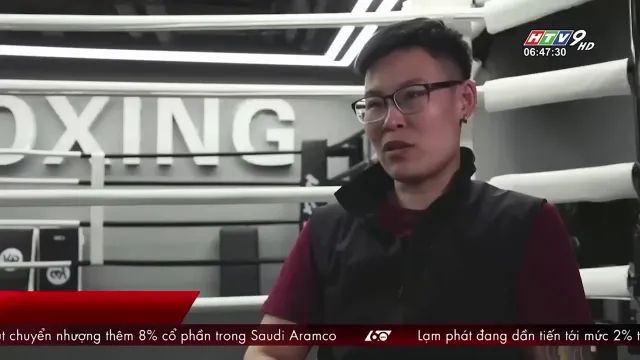 HTV9 HD
06:47:30
OXING
chuyển nhượng thêm 8% cổ phần trong Saudi Aramco 60 Lạm phát đang dần tiến tới mức 2%